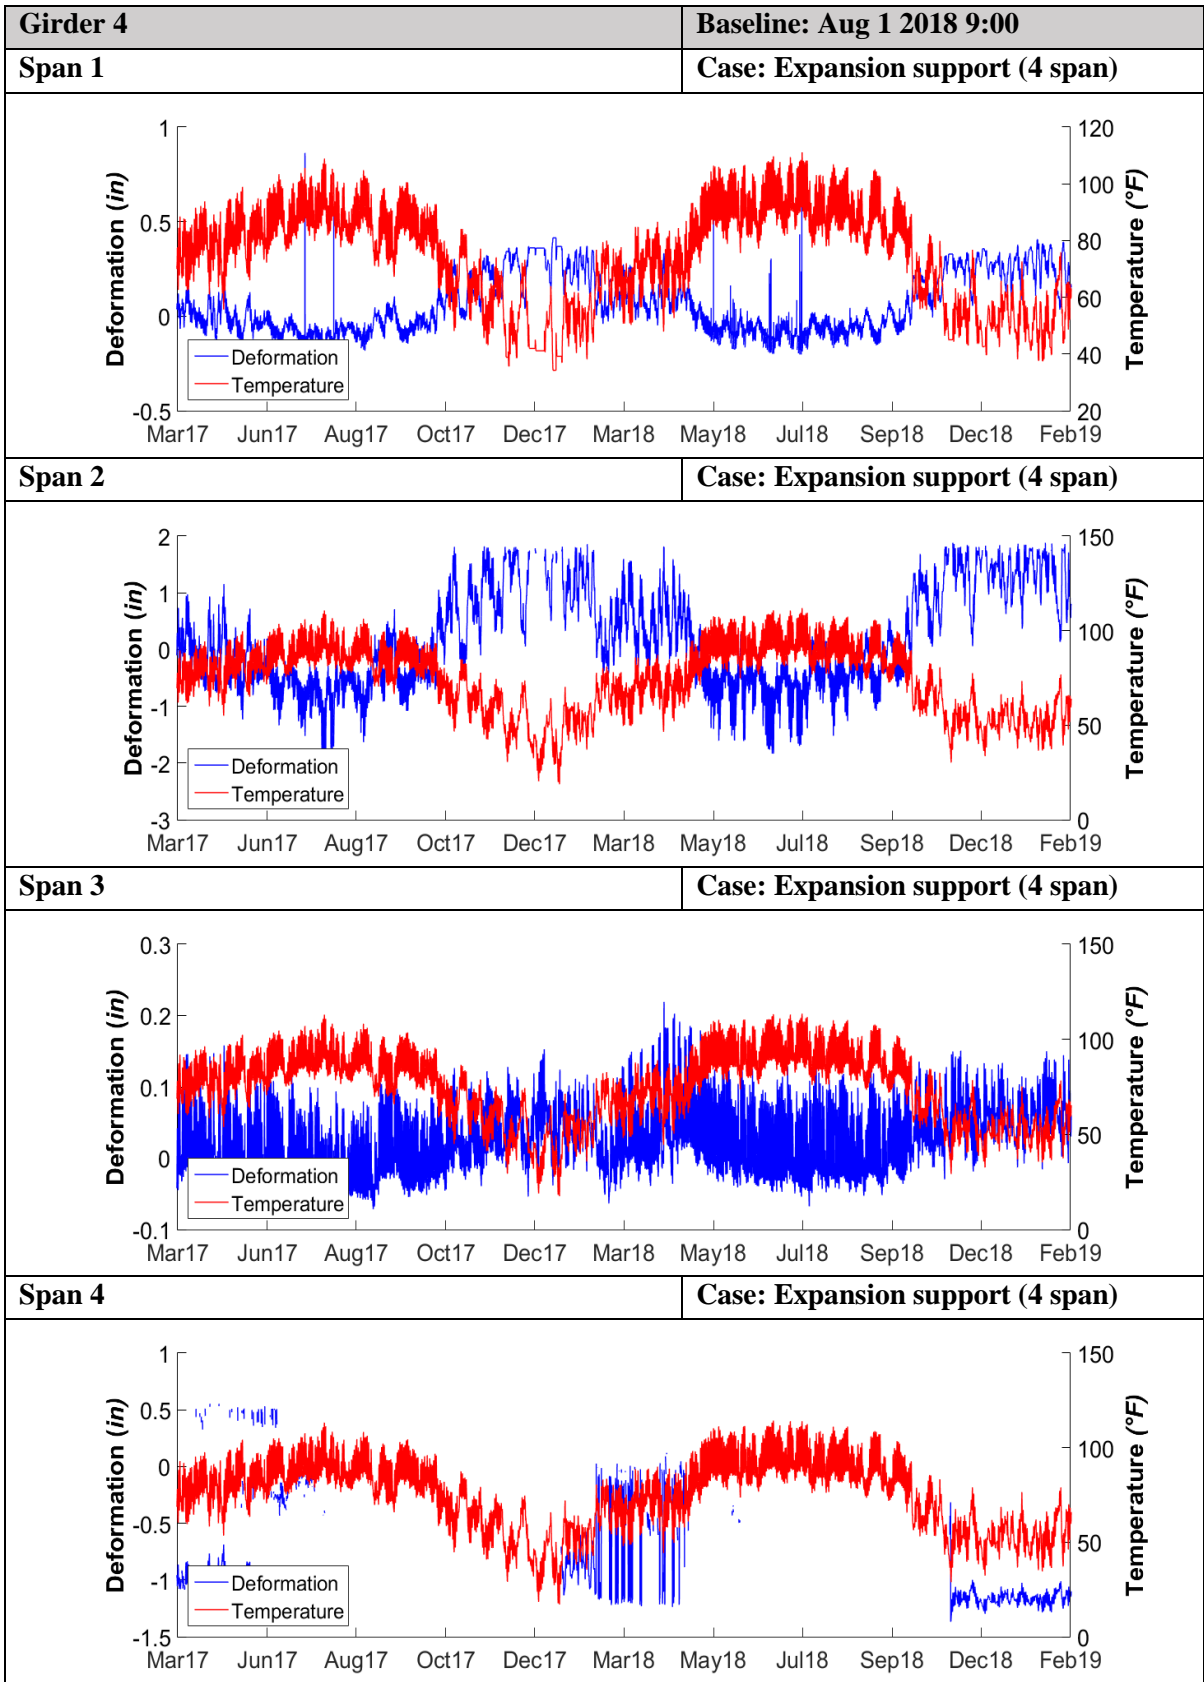 Girder 4 Baseline: Aug 1 2018 9:00
Span 1 Case: Expansion support (4 span)
1 120
100
0.5 80
60
0 40
-0.5 20
Deformation (in)
Temperature (°F)
Deformation
Temperature
Mar17 Jun17 Aug17 Oct17 Dec17 Mar18 May18 Jul18 Sep18 Dec18 Feb19
Span 2 Case: Expansion support (4 span)
2 150
1
100
0
-1
50
-2
-3 0
Deformation (in)
Temperature (°F)
Deformation
Temperature
Mar17 Jun17 Aug17 Oct17 Dec17 Mar18 May18 Jul18 Sep18 Dec18 Feb19
Span 3 Case: Expansion support (4 span)
0.3 150
0.2
100
0.1
50
0
-0.1 0
Deformation (in)
Temperature (°F)
Deformation
Temperature
Mar17 Jun17 Aug17 Oct17 Dec17 Mar18 May18 Jul18 Sep18 Dec18 Feb19
Span 4 Case: Expansion support (4 span)
1 150
0.5
100
0
-0.5
50
-1
-1.5 0
Deformation (in)
Temperature (°F)
Deformation
Temperature
Mar17 Jun17 Aug17 Oct17 Dec17 Mar18 May18 Jul18 Sep18 Dec18 Feb19